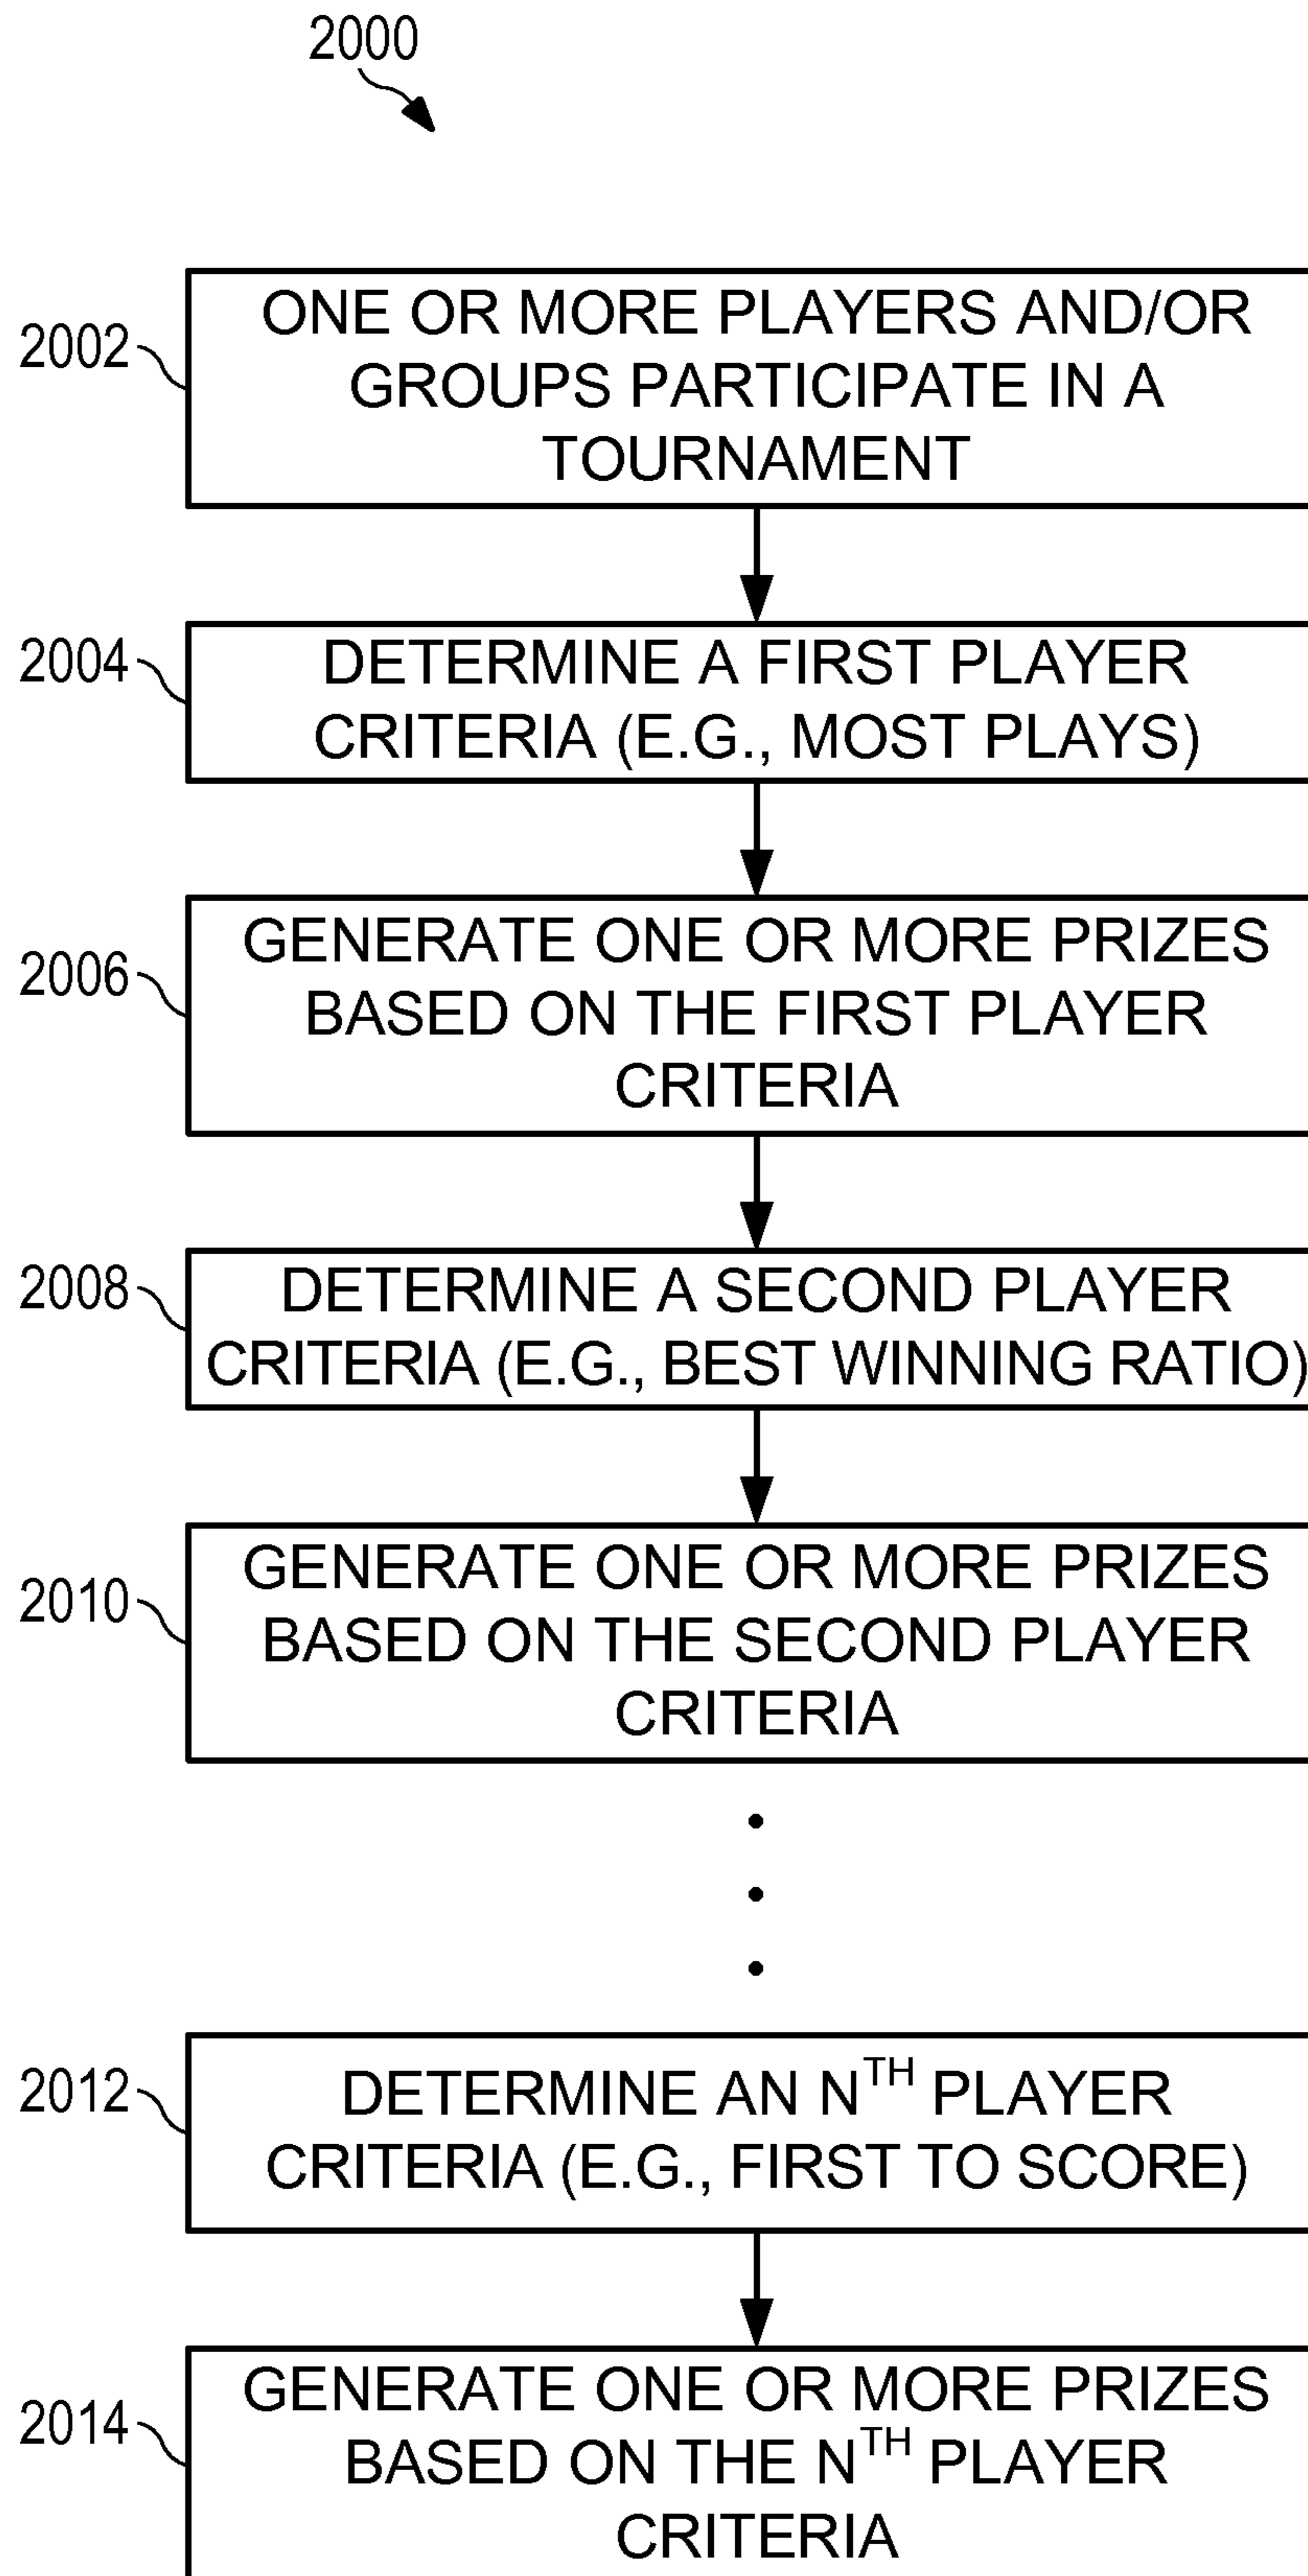 2000
2002
ONE OR MORE PLAYERS AND/OR
GROUPS PARTICIPATE IN A
TOURNAMENT
2004
DETERMINE A FIRST PLAYER
CRITERIA (E.G., MOST PLAYS)
2006
GENERATE ONE OR MORE PRIZES
BASED ON THE FIRST PLAYER
CRITERIA
2008
DETERMINE A SECOND PLAYER
CRITERIA (E.G., BEST WINNING RATIO)
2010
GENERATE ONE OR MORE PRIZES
BASED ON THE SECOND PLAYER
CRITERIA
2012
DETERMINE AN NTH PLAYER
CRITERIA (E.G., FIRST TO SCORE)
2014
GENERATE ONE OR MORE PRIZES
BASED ON THE NTH PLAYER
CRITERIA